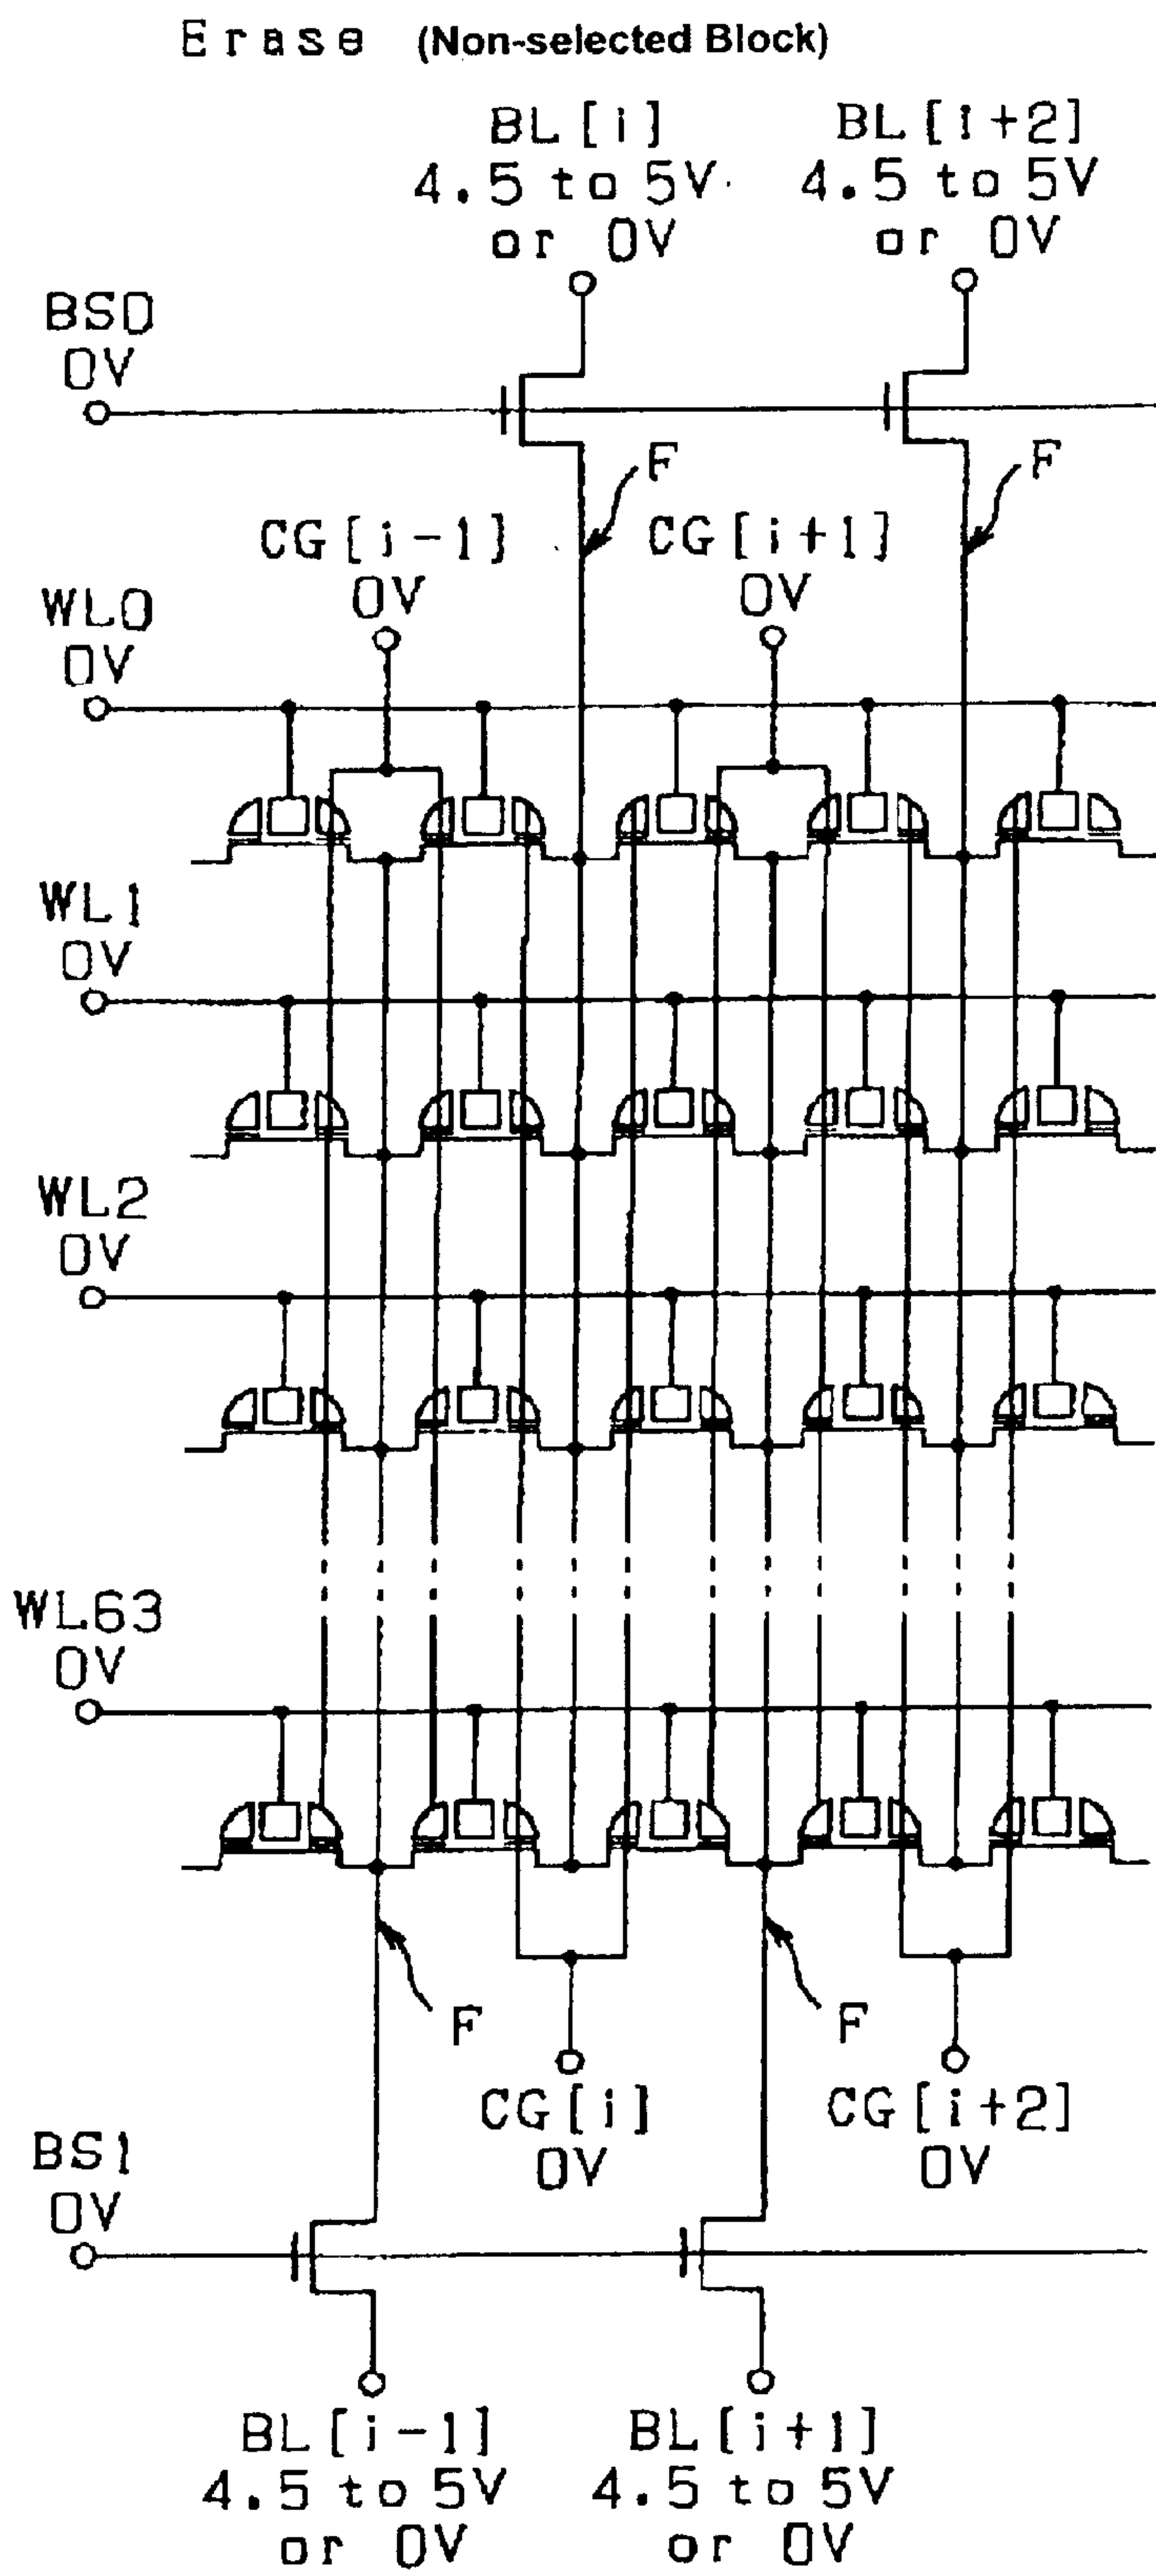 Erase (Non-selected Block)
BL[i] BL[i+2]
4.5 to 5V 4.5 to 5V
or 0V or 0V
BS0
0V
F F
CG[i-1] CG[i+1]
0V 0V
WL0
0V
WL1
0V
WL2
0V
WL63
0V
F F
CG[i] CG[i+2]
0V 0V
BS1
0V
BL[i-1] BL[i+1]
4.5 to 5V 4.5 to 5V
or 0V or 0V